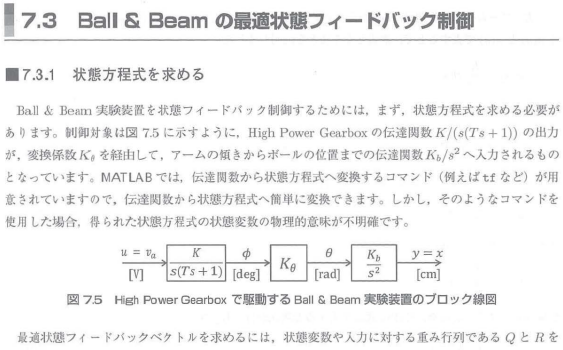 7.3 Ball & Beam の最適状態フィードバック制御
■7.3.1 状態方程式を求める
Ball & Beam 実験装置を状態フィードバック制御するためには，まず，状態方程式を求める必要が
あります。制御対象は図 7.5 に示すように，High Power Gearbox の伝達関数 K/(s(Ts + 1)) の出力
が，変換係数 Kθ を経由して，アームの傾きからボールの位置までの伝達関数 Kb/s² へ入力されるもの
となっています。MATLAB では，伝達関数から状態方程式へ変換するコマンド（例えば tf など）が用
意されていますので，伝達関数から状態方程式へ簡単に変換できます。しかし，そのようなコマンドを
使用した場合，得られた状態方程式の状態変数の物理的意味が不明確です。
u = va [V] K/(s(Ts + 1)) ϕ [deg] Kθ θ [rad] Kb/s² y = x [cm]
図 7.5 High Power Gearbox で駆動する Ball & Beam 実験装置のブロック線図
最適状態フィードバックベクトルを求めるには，状態変数や入力に対する重み行列である Q と R を